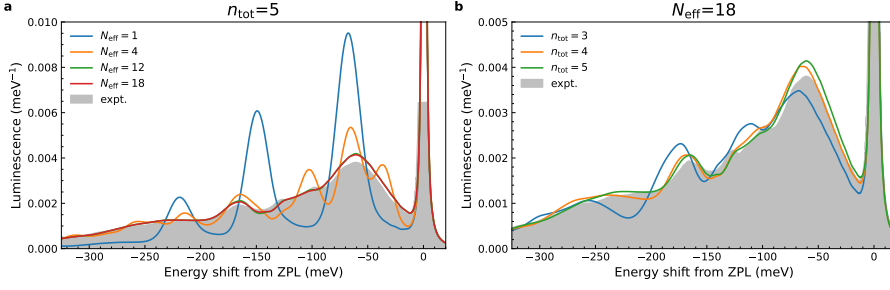 a
n_tot=5
N_eff = 1
N_eff = 4
N_eff = 12
N_eff = 18
expt.
0.010
0.008
0.006
0.004
0.002
0.000
Luminescence (meV⁻¹)
−300 −250 −200 −150 −100 −50 0
Energy shift from ZPL (meV)
b
N_eff=18
n_tot = 3
n_tot = 4
n_tot = 5
expt.
0.005
0.004
0.003
0.002
0.001
0.000
Luminescence (meV⁻¹)
−300 −250 −200 −150 −100 −50 0
Energy shift from ZPL (meV)